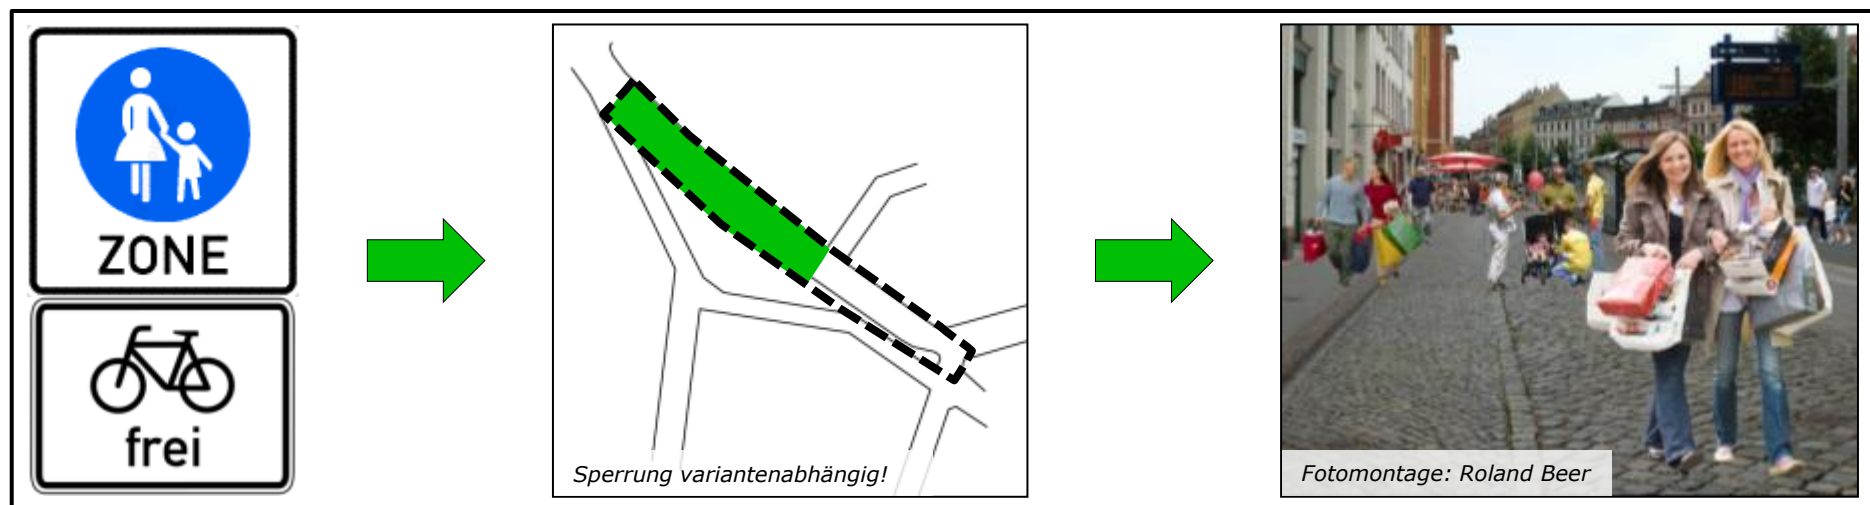 ZONE
frei
Sperrung variantenabhängig!
Fotomontage: Roland Beer